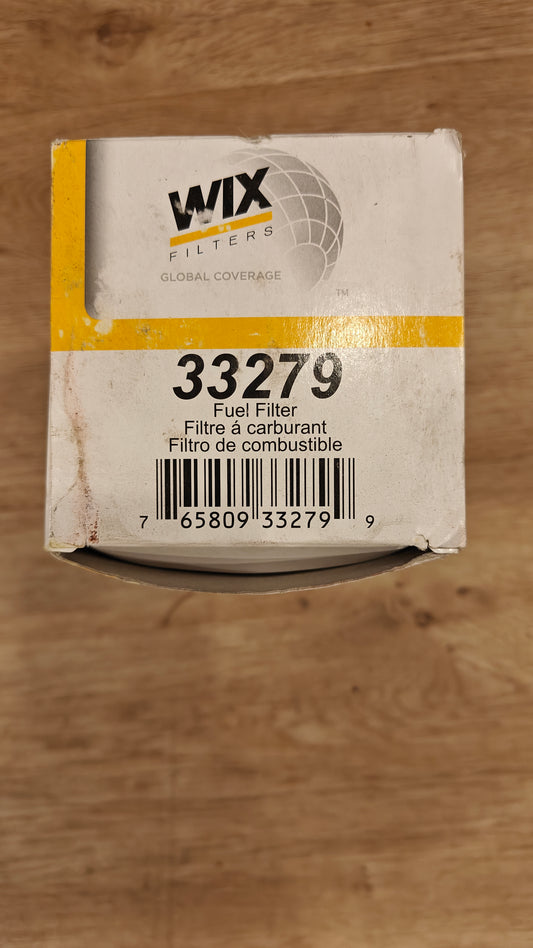 WIX
FILTERS
GLOBAL COVERAGE
TM
33279
Fuel Filter
Filtre á carburant
Filtro de combustible
7 65809 33279 9